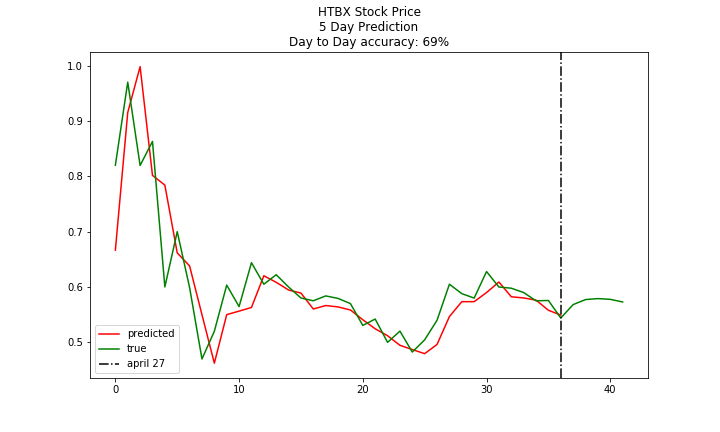 HTBX Stock Price
5 Day Prediction
Day to Day accuracy: 69%
1.0
0.9
0.8
0.7
0.6
0.5
predicted
true
april 27
0 10 20 30 40